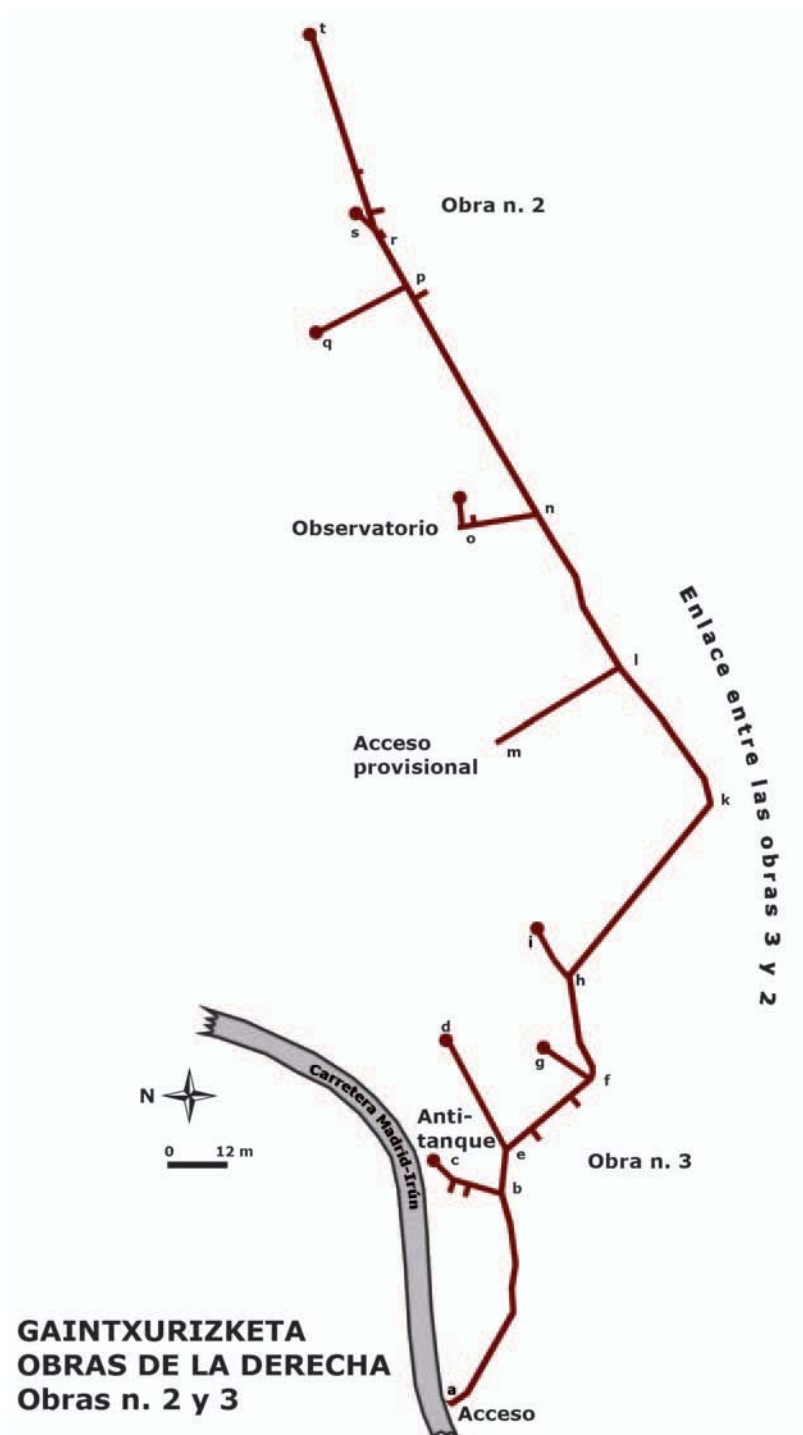 t
Obra n. 2
s
r
p
q
n
Observatorio
o
Enlace entre las obras 3 y 2
l
Acceso
provisional
m
k
i
h
d
g
f
N
0 12 m
Carretera Madrid-Irún
Anti-
tanque
e
c
Obra n. 3
b
a
Acceso
GAINTXURIZKETA
OBRAS DE LA DERECHA
Obras n. 2 y 3